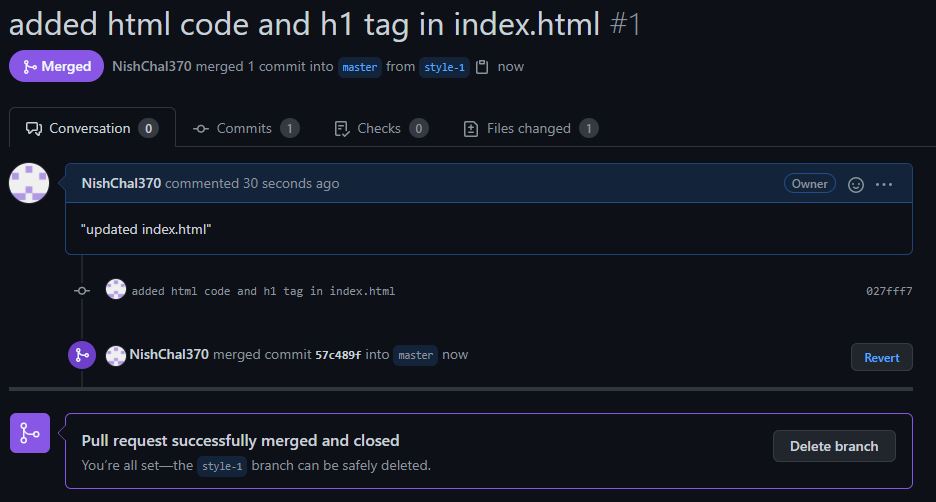 added html code and h1 tag in index.html #1
Merged NishChal370 merged 1 commit into master from style-1 now
Conversation 0 Commits 1 Checks 0 Files changed 1
NishChal370 commented 30 seconds ago Owner
"updated index.html"
added html code and h1 tag in index.html 027fff7
NishChal370 merged commit 57c489f into master now Revert
Pull request successfully merged and closed
You’re all set—the style-1 branch can be safely deleted.
Delete branch